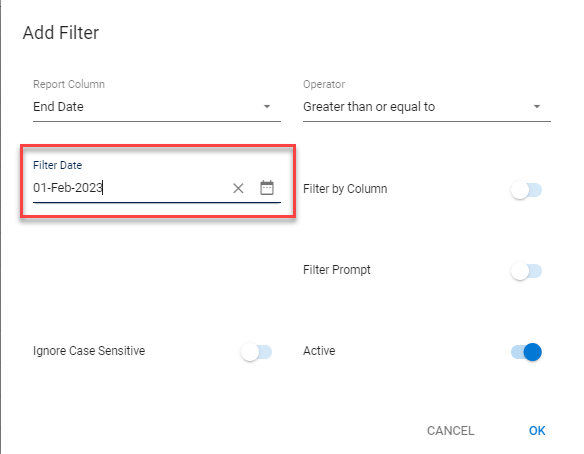 Add Filter
Report Column
Operator
End Date
Greater than or equal to
Filter Date
01-Feb-2023
Filter by Column
Filter Prompt
Ignore Case Sensitive
Active
CANCEL
OK